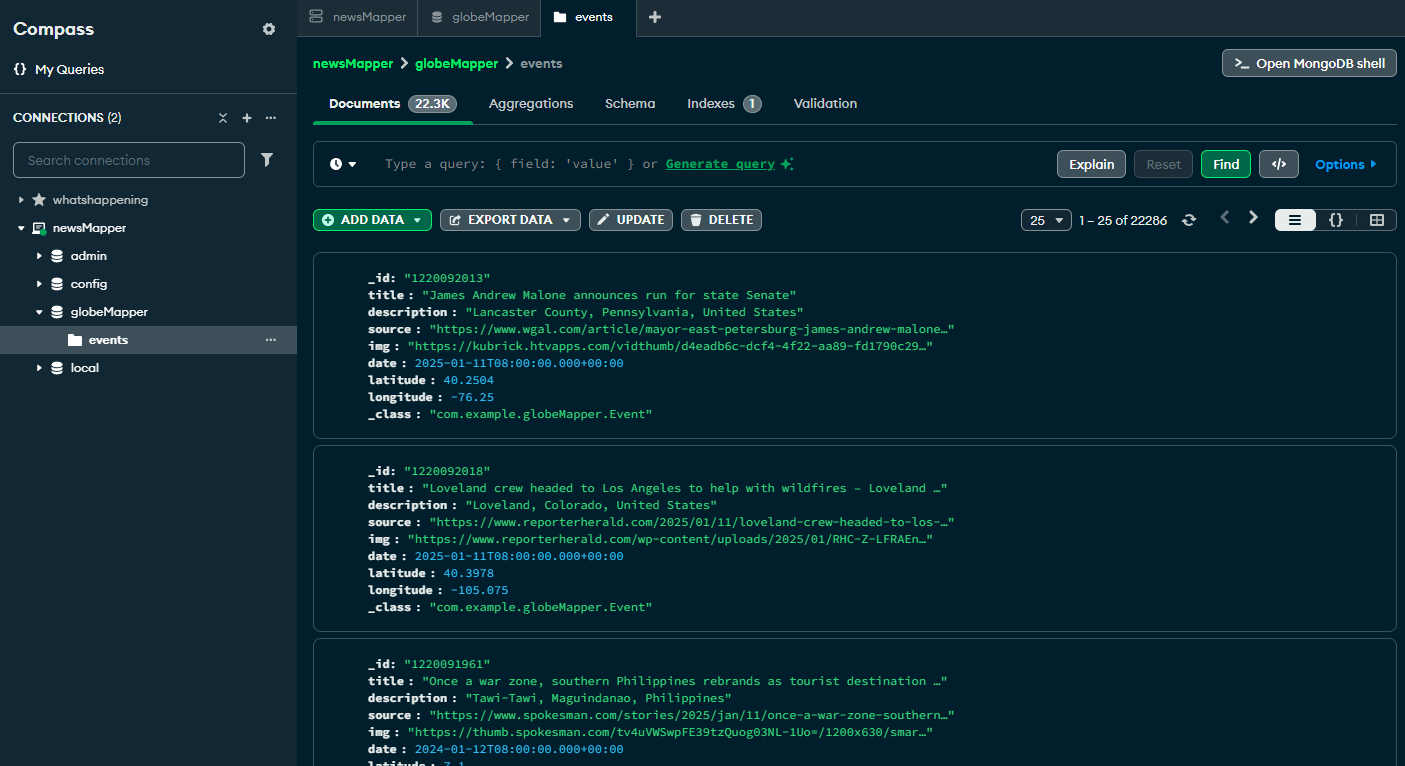 Compass
{} My Queries
CONNECTIONS (2)
Search connections
whatshappening
newsMapper
admin
config
globeMapper
events
local
newsMapper
globeMapper
events
newsMapper > globeMapper > events
>_ Open MongoDB shell
Documents 22.3K
Aggregations
Schema
Indexes 1
Validation
Type a query: { field: 'value' } or Generate query
Explain
Reset
Find
</>
Options
ADD DATA
EXPORT DATA
UPDATE
DELETE
25
1 – 25 of 22286
{}
_id: "1220092013"
title : "James Andrew Malone announces run for state Senate"
description : "Lancaster County, Pennsylvania, United States"
source : "https://www.wgal.com/article/mayor-east-petersburg-james-andrew-malone…"
img : "https://kubrick.htvapps.com/vidthumb/d4eadb6c-dcf4-4f22-aa89-fd1790c29…"
date : 2025-01-11T08:00:00.000+00:00
latitude : 40.2504
longitude : -76.25
_class : "com.example.globeMapper.Event"
_id: "1220092018"
title : "Loveland crew headed to Los Angeles to help with wildfires – Loveland …"
description : "Loveland, Colorado, United States"
source : "https://www.reporterherald.com/2025/01/11/loveland-crew-headed-to-los-…"
img : "https://www.reporterherald.com/wp-content/uploads/2025/01/RHC-Z-LFRAEn…"
date : 2025-01-11T08:00:00.000+00:00
latitude : 40.3978
longitude : -105.075
_class : "com.example.globeMapper.Event"
_id: "1220091961"
title : "Once a war zone, southern Philippines rebrands as tourist destination …"
description : "Tawi-Tawi, Maguindanao, Philippines"
source : "https://www.spokesman.com/stories/2025/jan/11/once-a-war-zone-southern…"
img : "https://thumb.spokesman.com/tv4uVWSwpFE39tzQuog03NL-1Uo=/1200x630/smar…"
date : 2024-01-12T08:00:00.000+00:00
latitude : 7.1